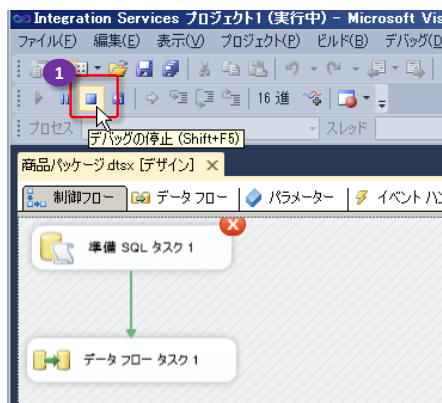 Integration Services プロジェクト1 (実行中) - Microsoft Vis
ファイル(F) 編集(E) 表示(V) プロジェクト(P) ビルド(B) デバッグ(D
1
16 進
プロセス
スレッド
デバッグの停止 (Shift+F5)
商品パッケージ.dtsx [デザイン]
制御フロー データ フロー パラメーター イベント ハン
準備 SQL タスク 1
データ フロー タスク 1